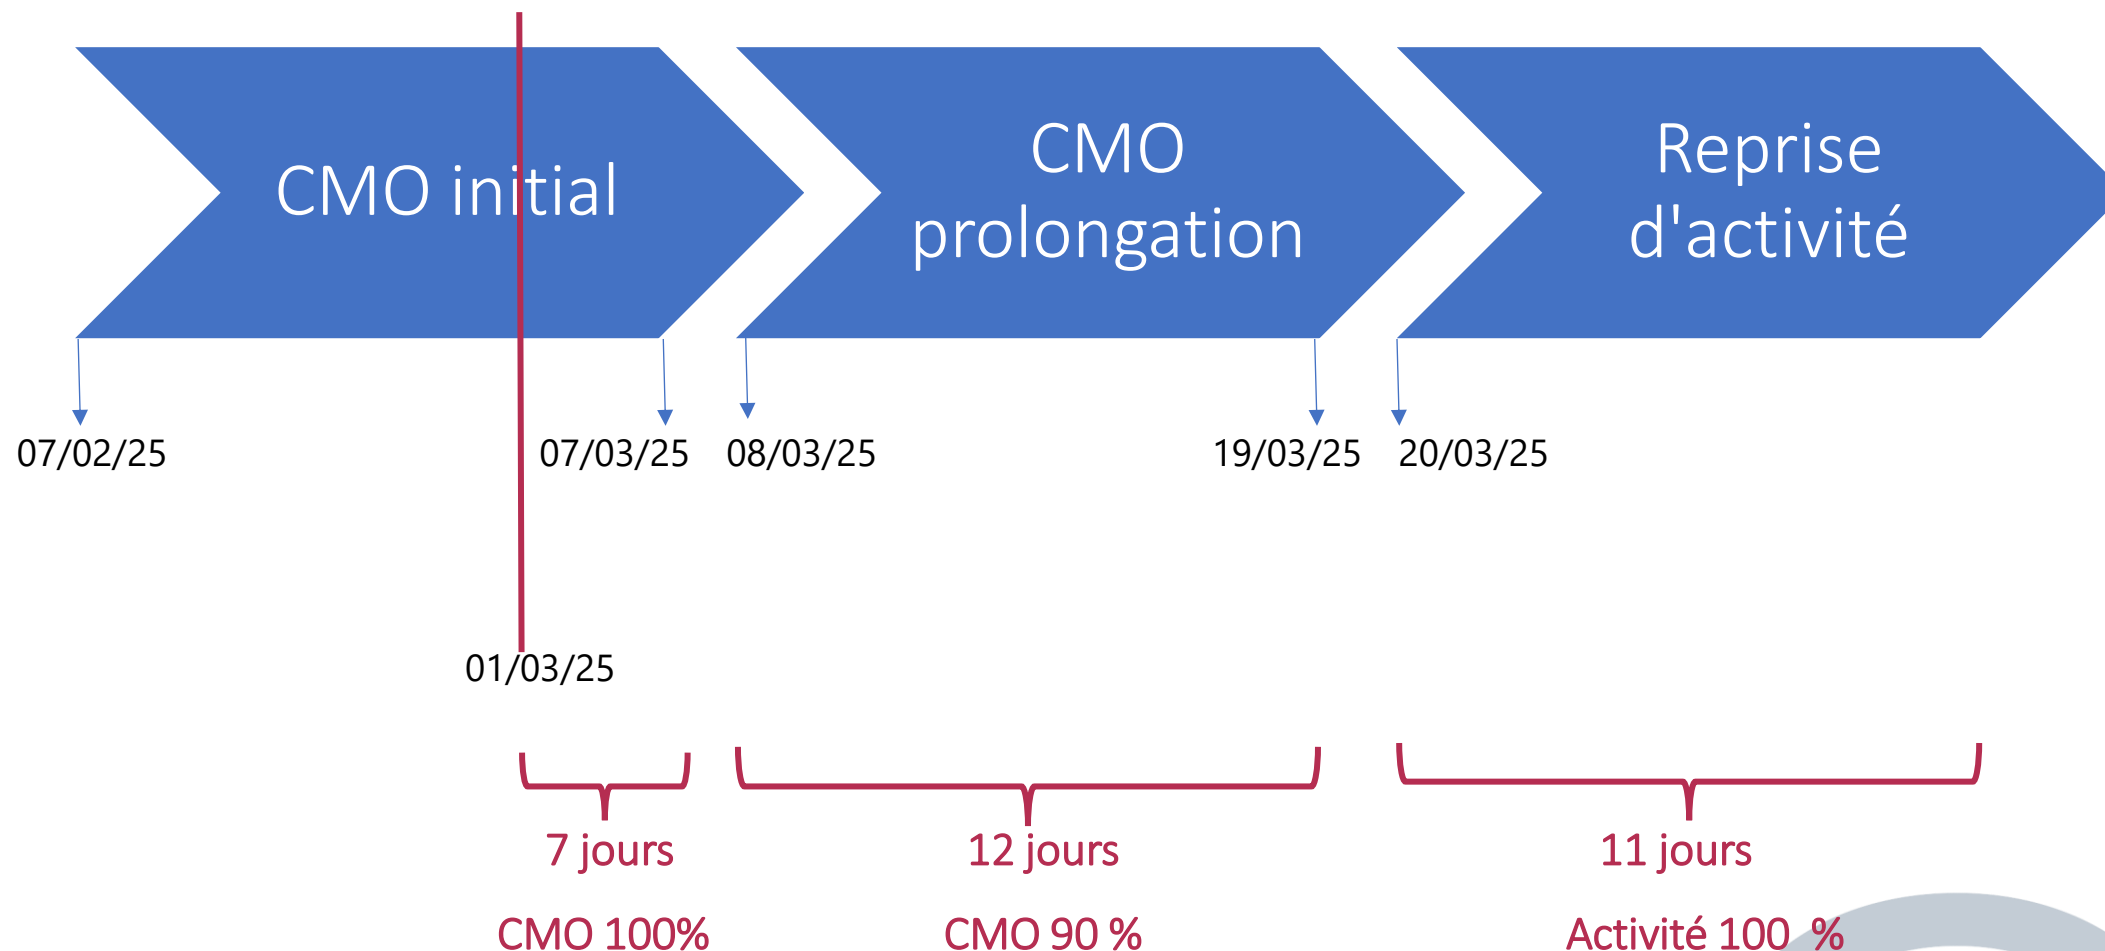 CMO initial
CMO
prolongation
Reprise
d'activité
07/02/25
07/03/25
08/03/25
19/03/25
20/03/25
01/03/25
7 jours
12 jours
11 jours
CMO 100%
CMO 90 %
Activité 100 %